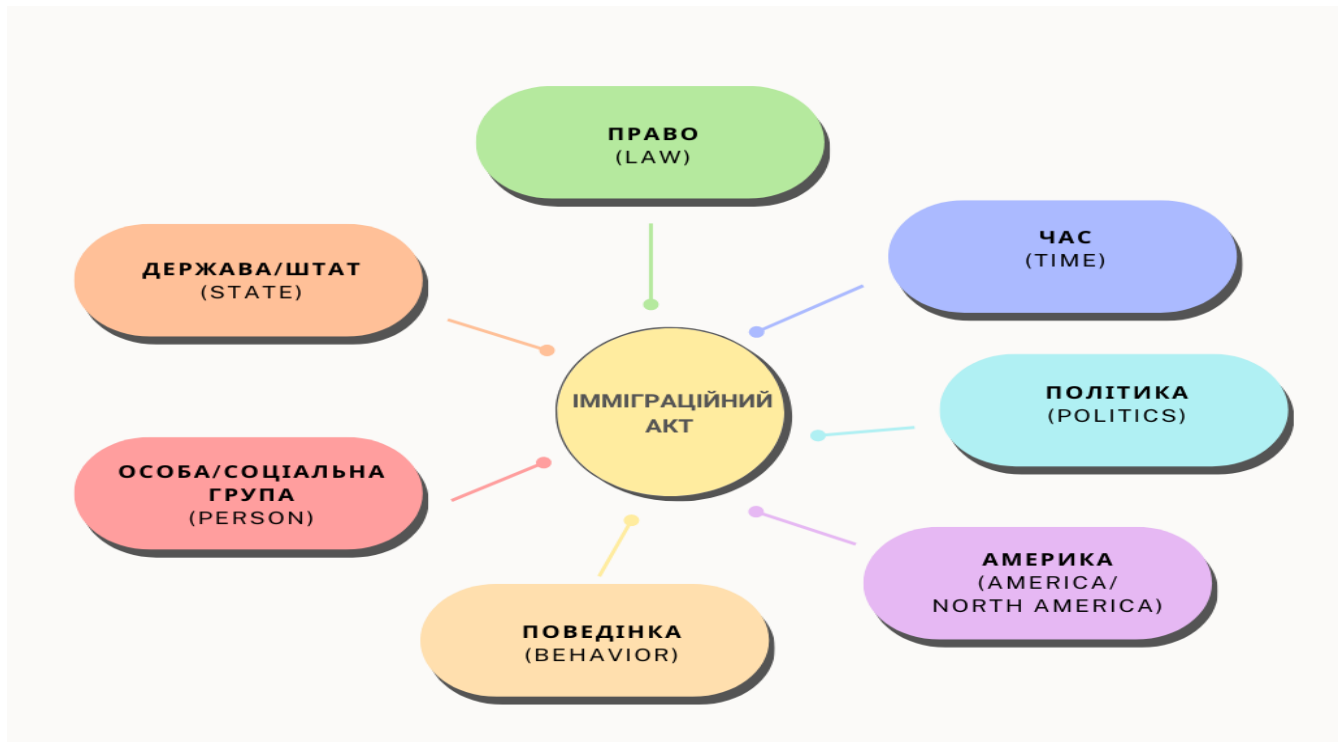 ПРАВО
(LAW)
ЧАС
(TIME)
ДЕРЖАВА/ШТАТ
(STATE)
ПОЛІТИКА
(POLITICS)
ІММІГРАЦІЙНИЙ
АКТ
ОСОБА/СОЦІАЛЬНА
ГРУПА
(PERSON)
АМЕРИКА
(AMERICA/
NORTH AMERICA)
ПОВЕДІНКА
(BEHAVIOR)